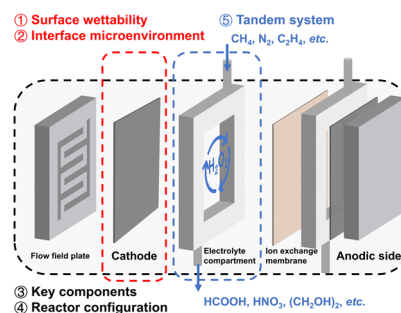 ① Surface wettability
② Interface microenvironment
⑤ Tandem system
CH₄, N₂, C₂H₄, etc.
H₂O₂
Flow field plate
Cathode
Electrolyte
compartment
Ion exchange
membrane
Anodic side
③ Key components
④ Reactor configuration
HCOOH, HNO₃, (CH₂OH)₂, etc.